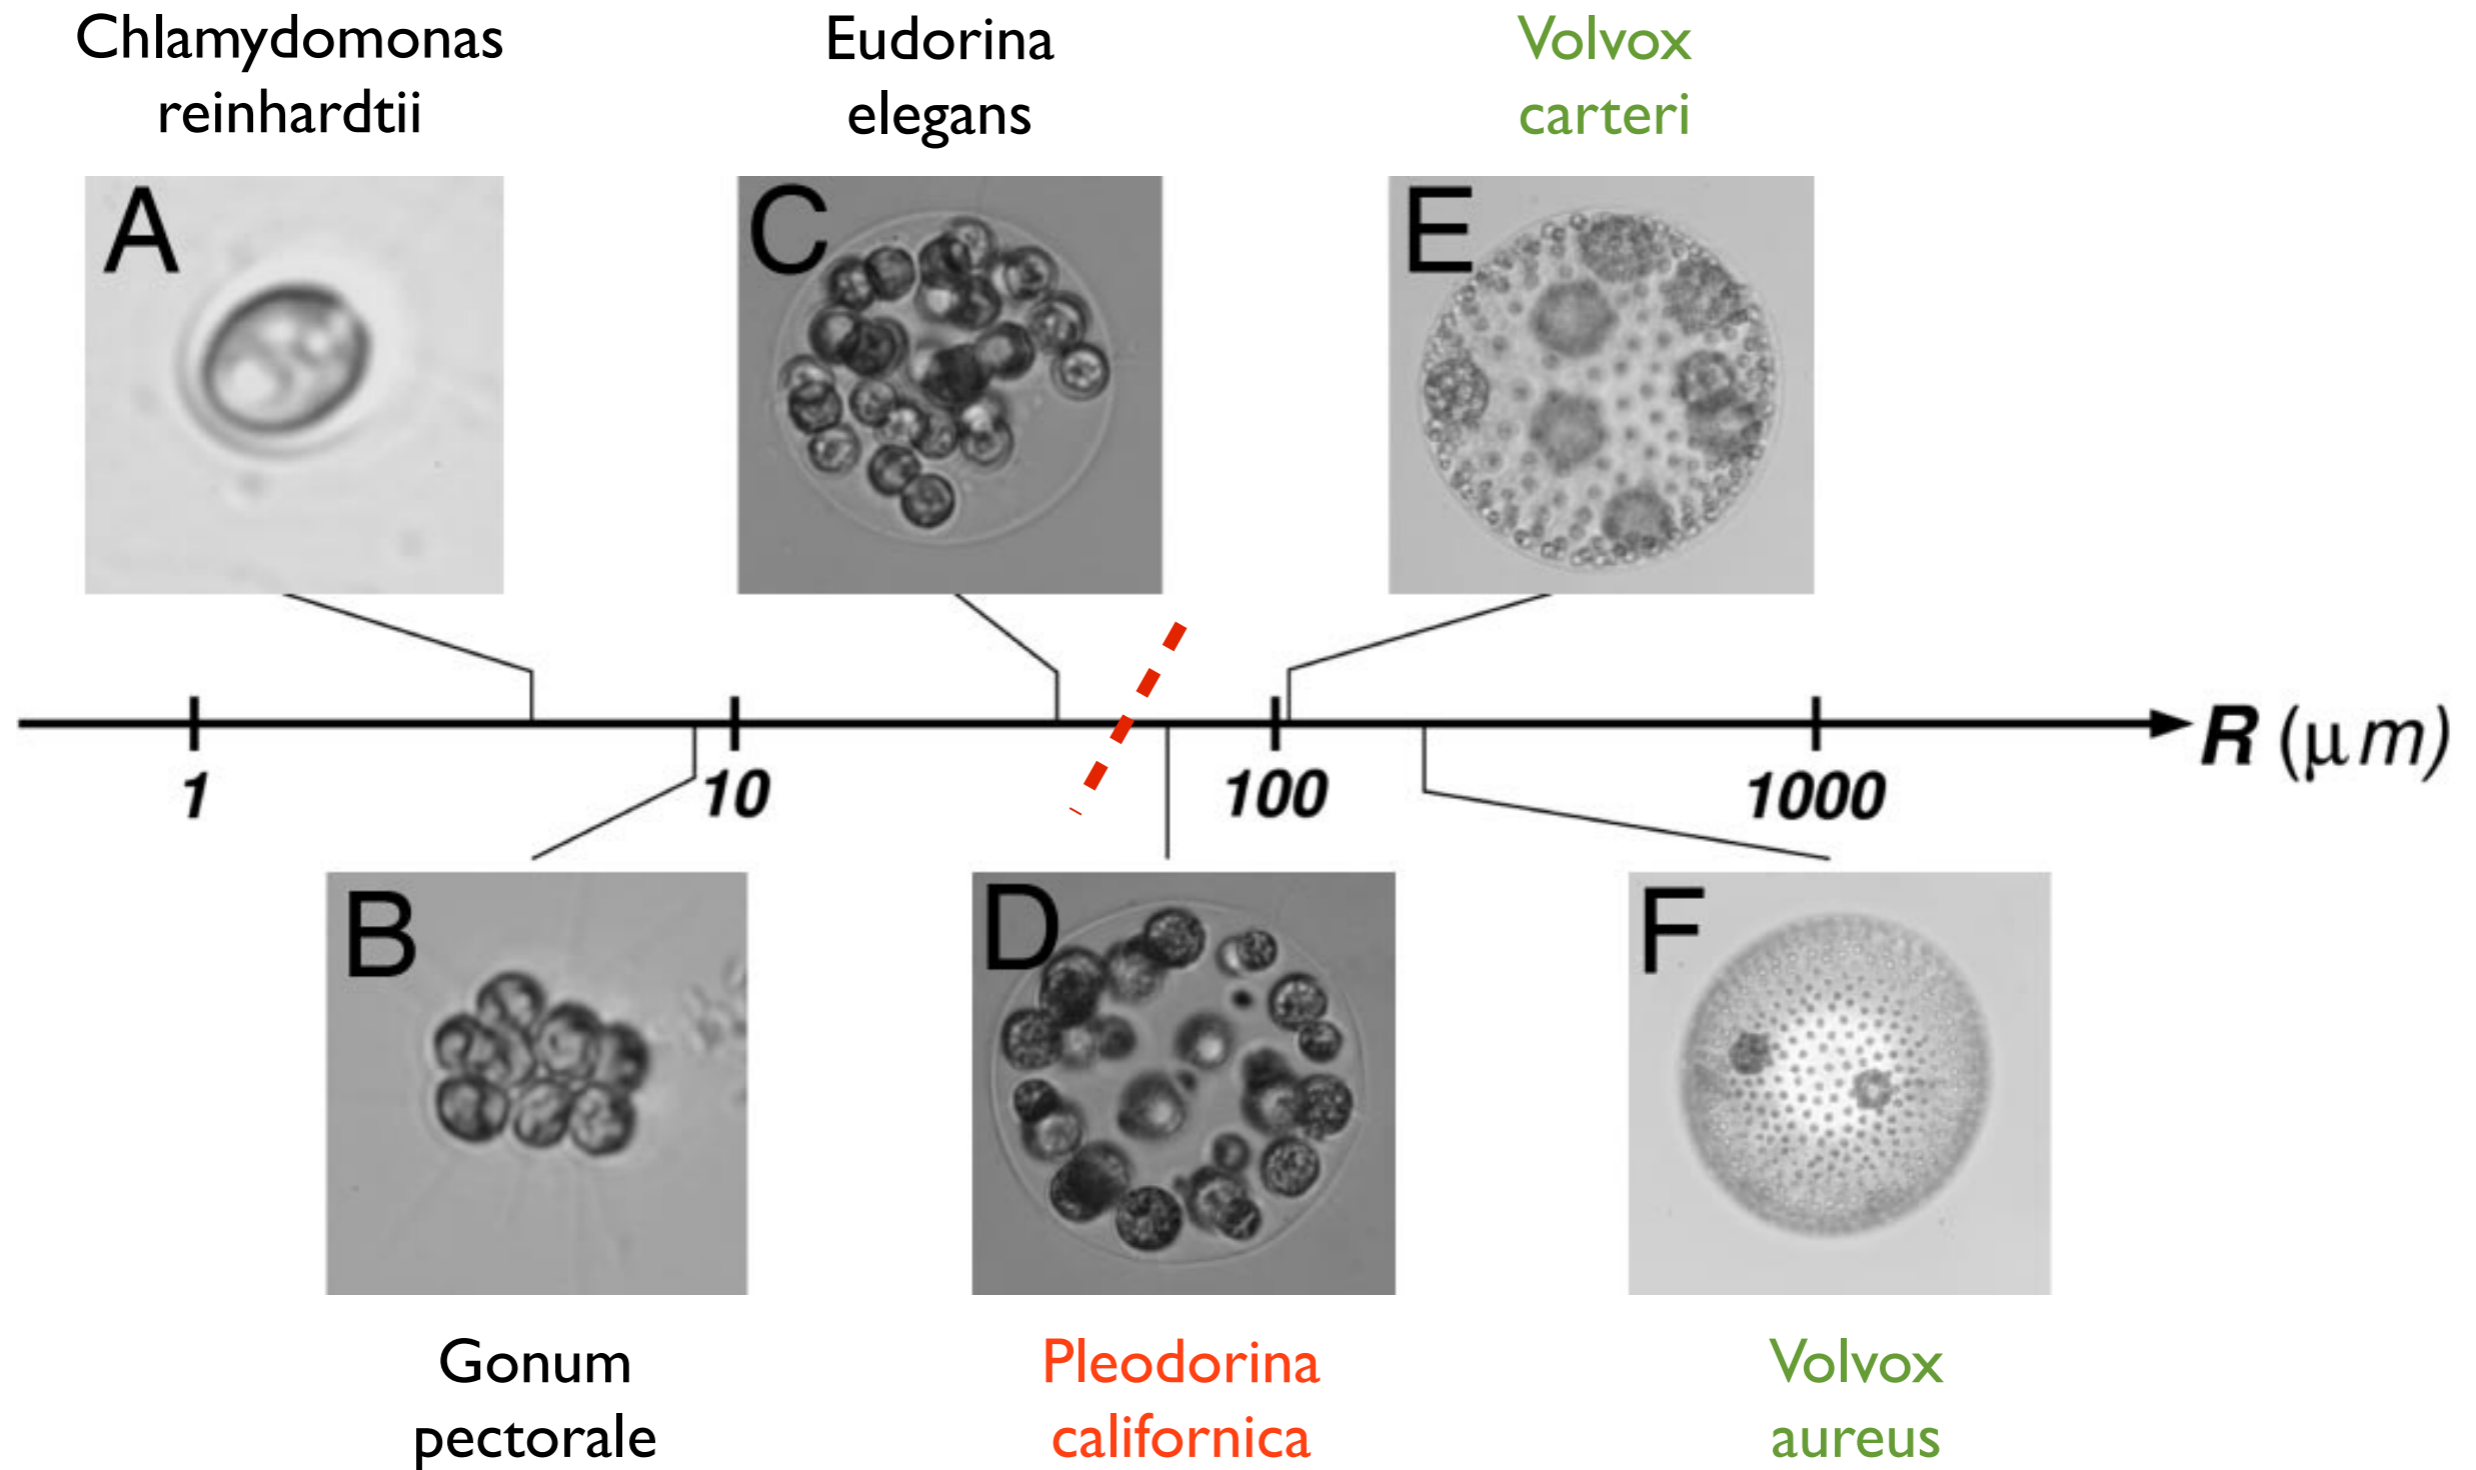 Chlamydomonas
reinhardtii
Eudorina
elegans
Volvox
carteri
A
C
E
1
10
100
1000
R (μm)
B
D
F
Gonum
pectorale
Pleodorina
californica
Volvox
aureus